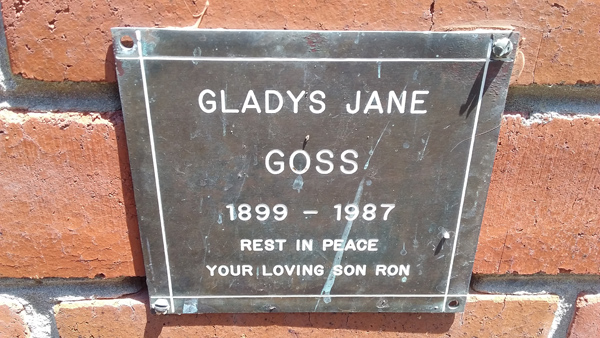 GLADYS JANE
GOSS
1899 – 1987
REST IN PEACE
YOUR LOVING SON RON